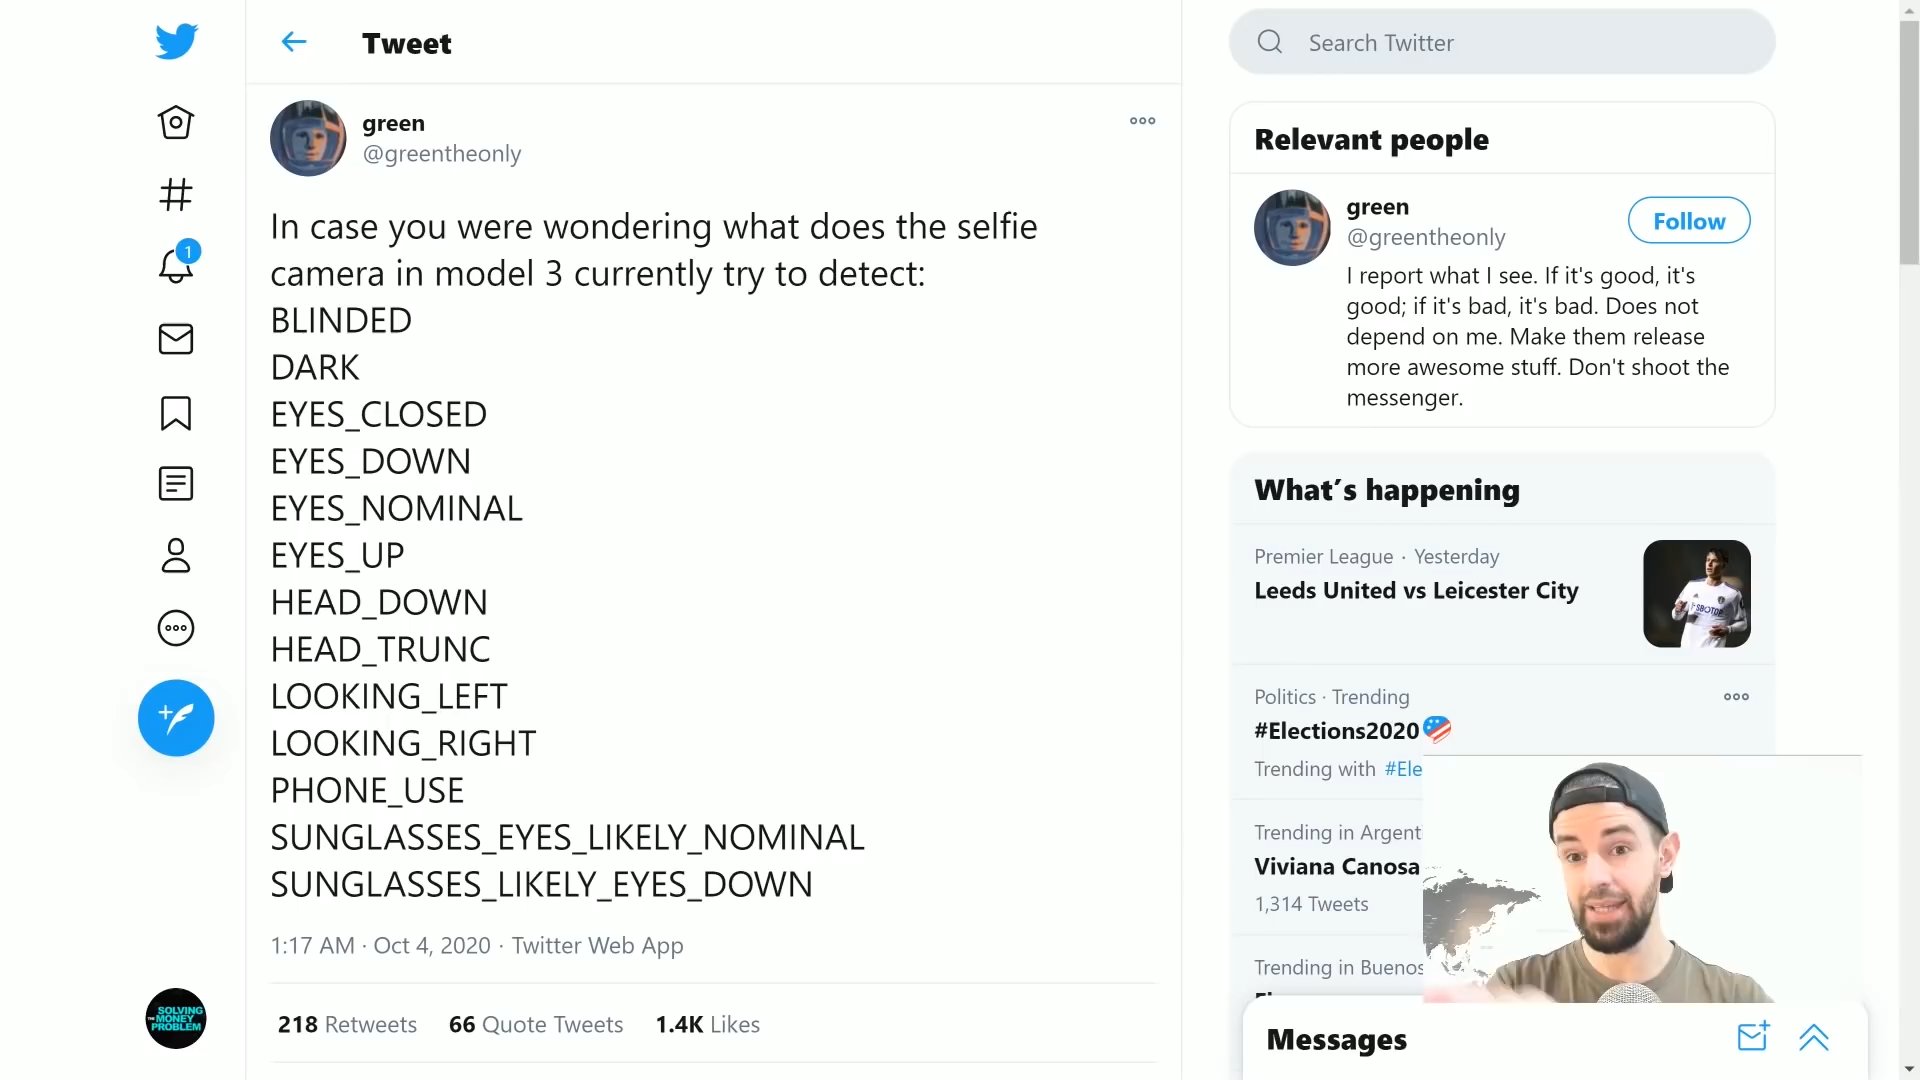 Tweet
Search Twitter
green
@greentheonly
In case you were wondering what does the selfie
camera in model 3 currently try to detect:
BLINDED
DARK
EYES_CLOSED
EYES_DOWN
EYES_NOMINAL
EYES_UP
HEAD_DOWN
HEAD_TRUNC
LOOKING_LEFT
LOOKING_RIGHT
PHONE_USE
SUNGLASSES_EYES_LIKELY_NOMINAL
SUNGLASSES_LIKELY_EYES_DOWN
1:17 AM · Oct 4, 2020 · Twitter Web App
218 Retweets 66 Quote Tweets 1.4K Likes
1
SOLVING
THE MONEY
PROBLEM
Relevant people
green
@greentheonly
Follow
I report what I see. If it's good, it's
good; if it's bad, it's bad. Does not
depend on me. Make them release
more awesome stuff. Don't shoot the
messenger.
What's happening
Premier League · Yesterday
Leeds United vs Leicester City
SBOTOP
Politics · Trending
#Elections2020
Trending with #Ele
Trending in Argent
Viviana Canosa
1,314 Tweets
Trending in Buenos
Messages